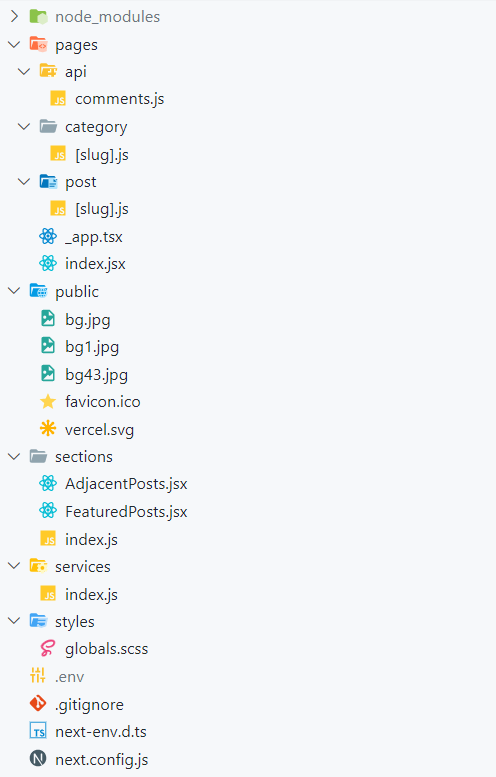 node_modules
pages
api
JS comments.js
category
JS [slug].js
post
JS [slug].js
_app.tsx
index.jsx
public
bg.jpg
bg1.jpg
bg43.jpg
favicon.ico
vercel.svg
sections
AdjacentPosts.jsx
FeaturedPosts.jsx
JS index.js
services
JS index.js
styles
globals.scss
.env
.gitignore
TS next-env.d.ts
N next.config.js